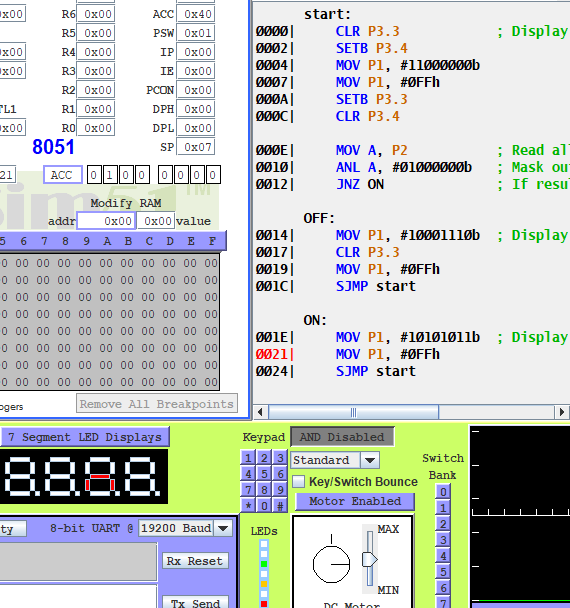 0x00 R6 0x00 ACC 0x40
R5 0x00 PSW 0x01
0x00 R4 0x00 IP 0x00
0x00 R3 0x00 IE 0x00
R2 0x00 PCON 0x00
TL1 R1 0x00 DPH 0x00
0x00 R0 0x00 DPL 0x00
8051 SP 0x07
21 ACC 0 1 0 0 0 0 0 0
Modify RAM
addr 0x00 0x00 value
5 6 7 8 9 A B C D E F
00 00 00 00 00 00 00 00 00 00 00
00 00 00 00 00 00 00 00 00 00 00
00 00 00 00 00 00 00 00 00 00 00
00 00 00 00 00 00 00 00 00 00 00
00 00 00 00 00 00 00 00 00 00 00
00 00 00 00 00 00 00 00 00 00 00
00 00 00 00 00 00 00 00 00 00 00
00 00 00 00 00 00 00 00 00 00 00
ogers Remove All Breakpoints
start:
0000| CLR P3.3 ; Display
0002| SETB P3.4
0004| MOV P1, #11000000b
0007| MOV P1, #0FFh
000A| SETB P3.3
000C| CLR P3.4
000E| MOV A, P2 ; Read all
0010| ANL A, #01000000b ; Mask ou
0012| JNZ ON ; If resul
OFF:
0014| MOV P1, #10001110b ; Display
0017| CLR P3.3
0019| MOV P1, #0FFh
001C| SJMP start
ON:
001E| MOV P1, #10101011b ; Display
0021| MOV P1, #0FFh
0024| SJMP start
7 Segment LED Displays
Keypad AND Disabled
1 2 3
4 5 6
7 8 9
* 0 #
Standard
Key/Switch Bounce
Motor Enabled
Switch
Bank
0
1
2
3
4
5
6
7
ty 8-bit UART @ 19200 Baud
Rx Reset
Tx Send
LEDs
MAX
MIN
DC Motor